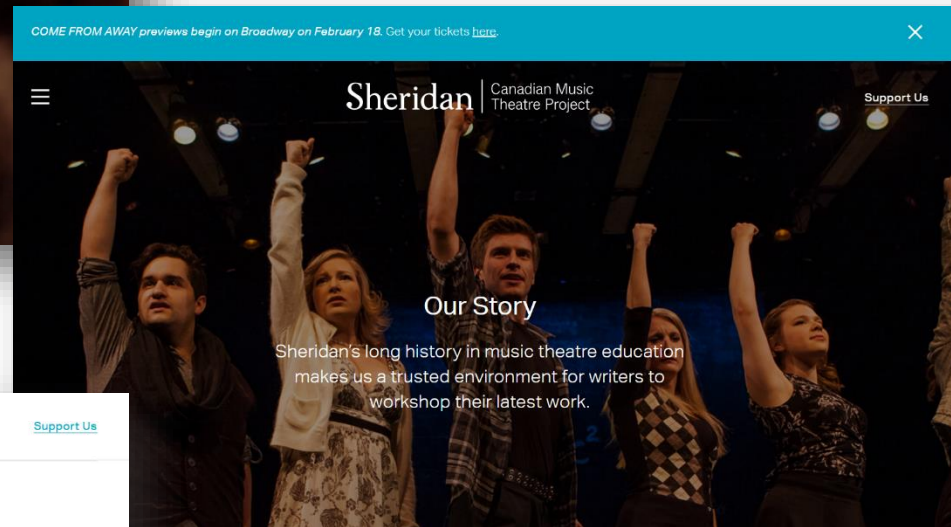 COME FROM AWAY previews begin on Broadway on February 18. Get your tickets here.
Sheridan
Canadian Music
Theatre Project
Support Us
Our Story
Sheridan's long history in music theatre education
makes us a trusted environment for writers to
workshop their latest work.
Support Us